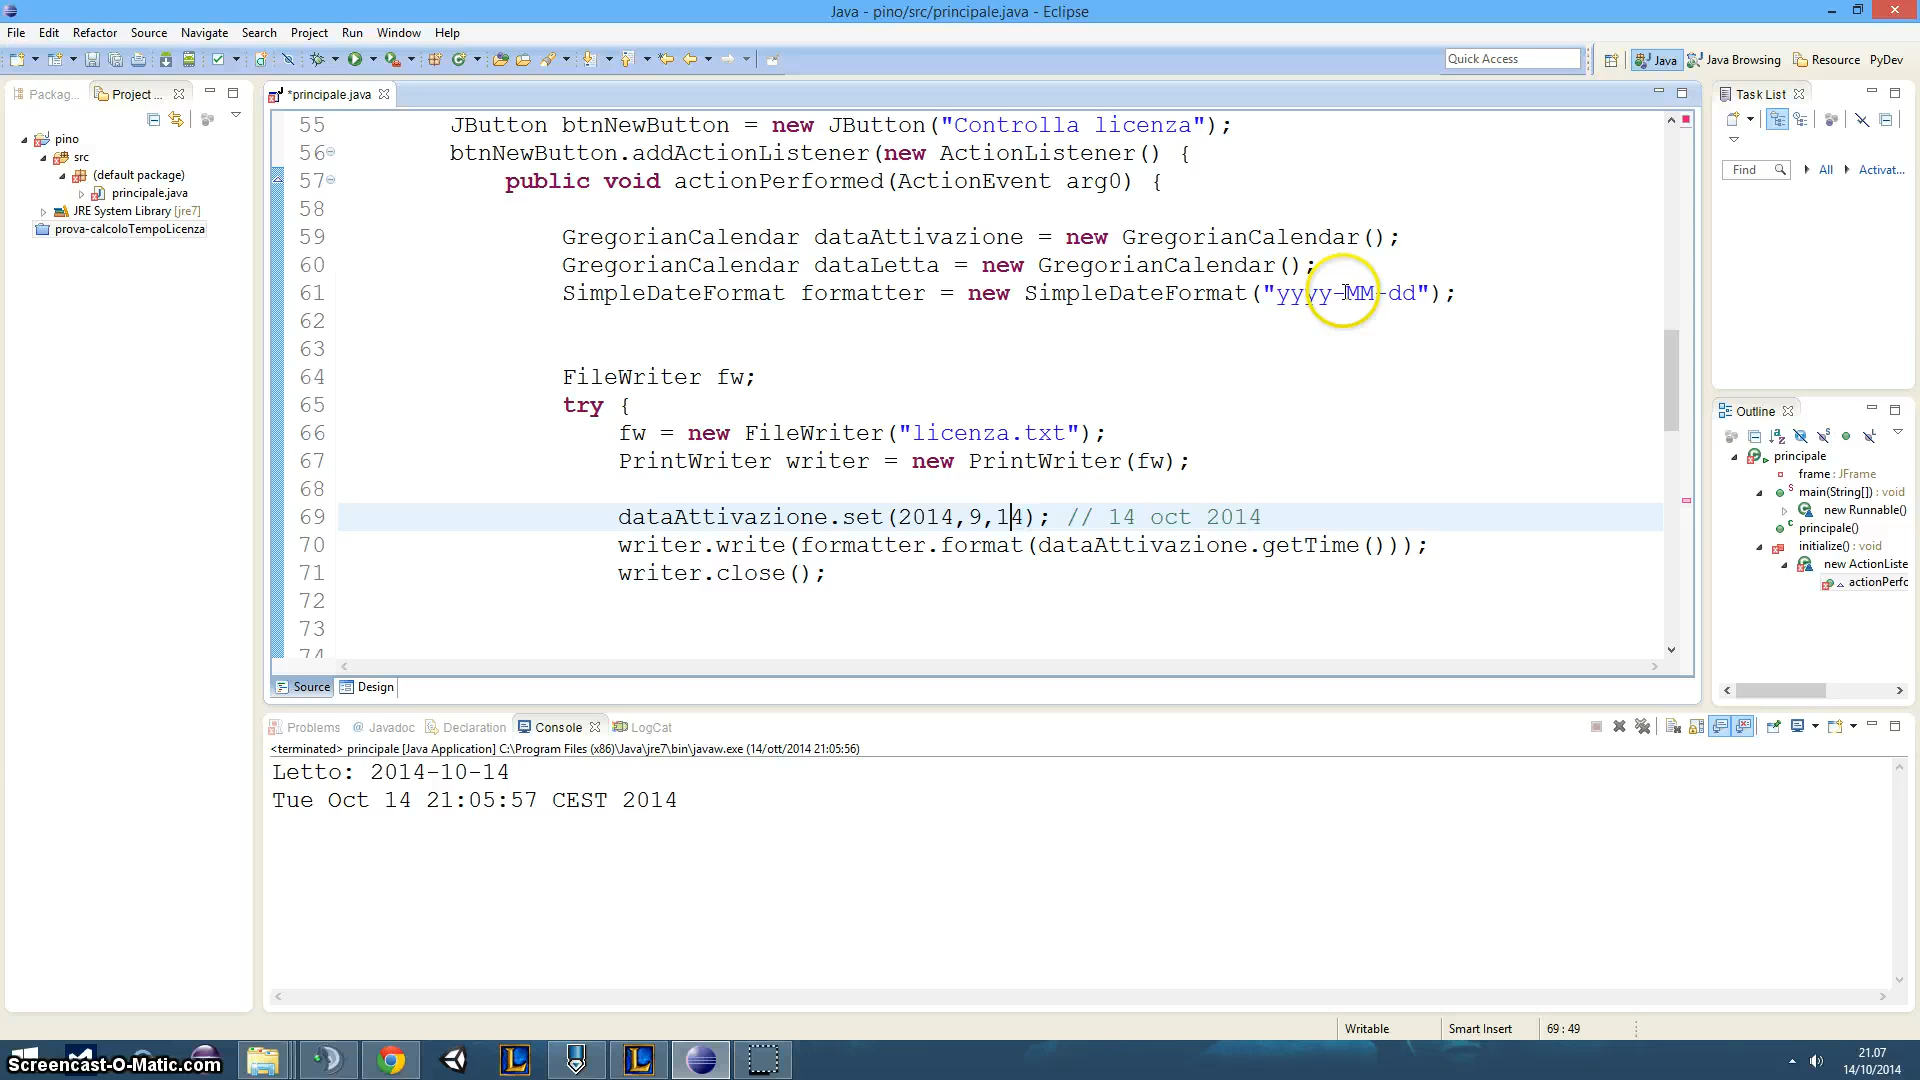 Java - pino/src/principale.java - Eclipse
File Edit Refactor Source Navigate Search Project Run Window Help
Quick Access
Java Java Browsing Resource PyDev
Packag... Project ...
pino
src
(default package)
principale.java
JRE System Library [jre7]
prova-calcoloTempoLicenza
*principale.java
55 JButton btnNewButton = new JButton("Controlla licenza");
56 btnNewButton.addActionListener(new ActionListener() {
57 public void actionPerformed(ActionEvent arg0) {
58
59 GregorianCalendar dataAttivazione = new GregorianCalendar();
60 GregorianCalendar dataLetta = new GregorianCalendar();
61 SimpleDateFormat formatter = new SimpleDateFormat("yyyy-MM-dd");
62
63
64 FileWriter fw;
65 try {
66 fw = new FileWriter("licenza.txt");
67 PrintWriter writer = new PrintWriter(fw);
68
69 dataAttivazione.set(2014,9,14); // 14 oct 2014
70 writer.write(formatter.format(dataAttivazione.getTime()));
71 writer.close();
72
73
74
Source Design
Task List
Find All Activat...
Outline
principale
frame : JFrame
main(String[]) : void
new Runnable()
principale()
initialize() : void
new ActionListe
actionPerfo
Problems @ Javadoc Declaration Console LogCat
<terminated> principale [Java Application] C:\Program Files (x86)\Java\jre7\bin\javaw.exe (14/ott/2014 21:05:56)
Letto: 2014-10-14
Tue Oct 14 21:05:57 CEST 2014
Writable Smart Insert 69 : 49
Screencast-O-Matic.com
21.07
14/10/2014